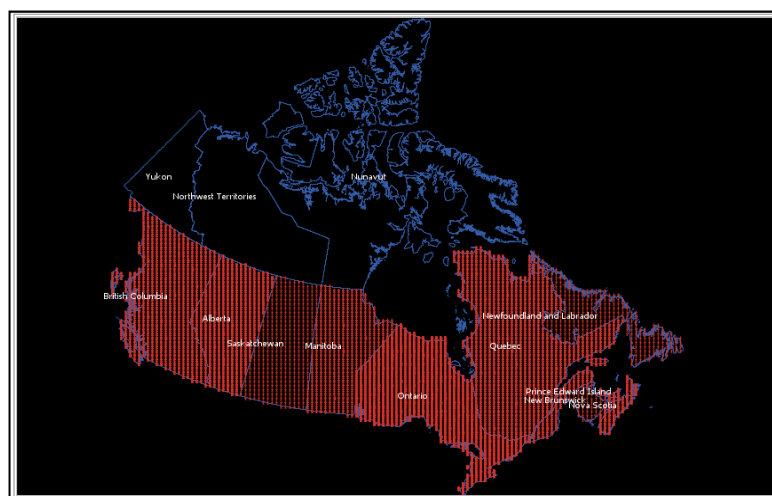 Yukon
Northwest Territories
Nunavut
British Columbia
Alberta
Saskatchewan
Manitoba
Ontario
Newfoundland and Labrador
Quebec
Prince Edward Island
New Brunswick
Nova Scotia